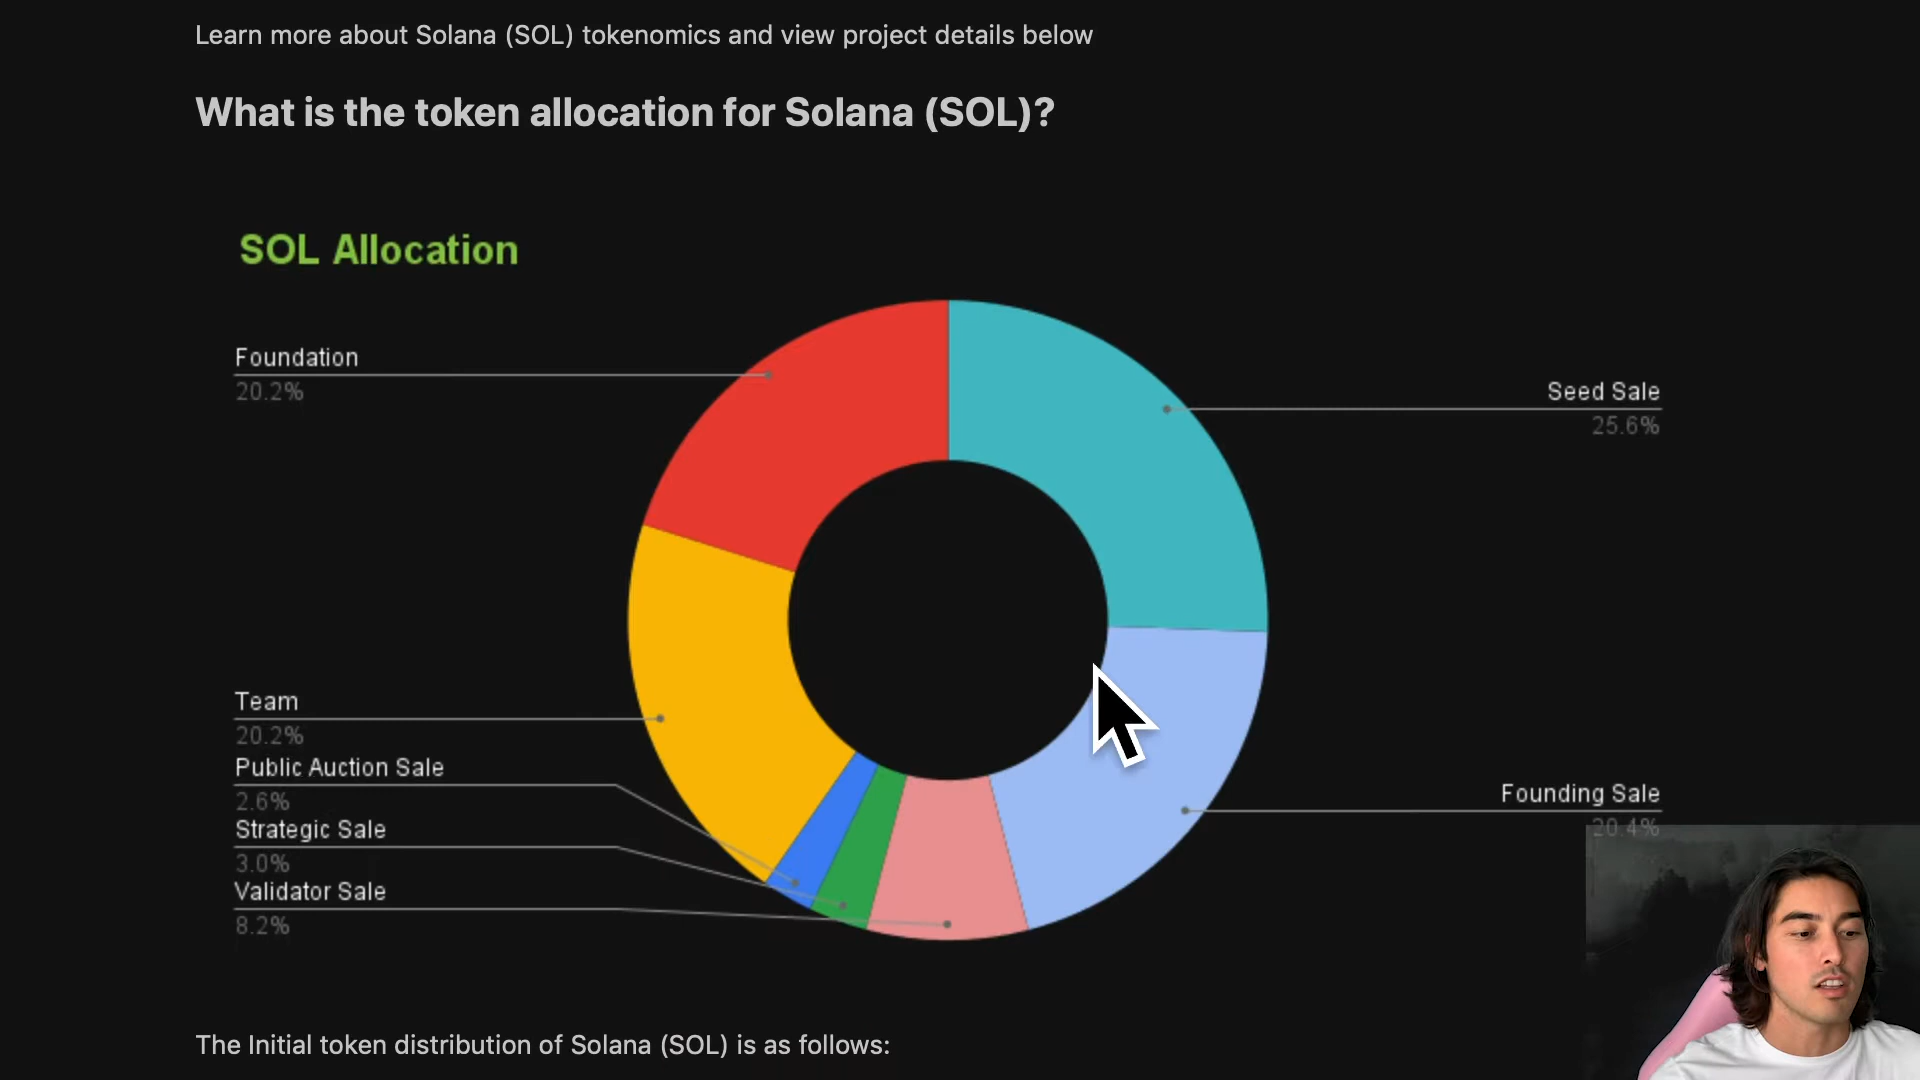 Learn more about Solana (SOL) tokenomics and view project details below
What is the token allocation for Solana (SOL)?
SOL Allocation
Foundation
20.2%
Seed Sale
25.6%
Team
20.2%
Public Auction Sale
2.6%
Strategic Sale
3.0%
Validator Sale
8.2%
Founding Sale
20.4%
The Initial token distribution of Solana (SOL) is as follows: